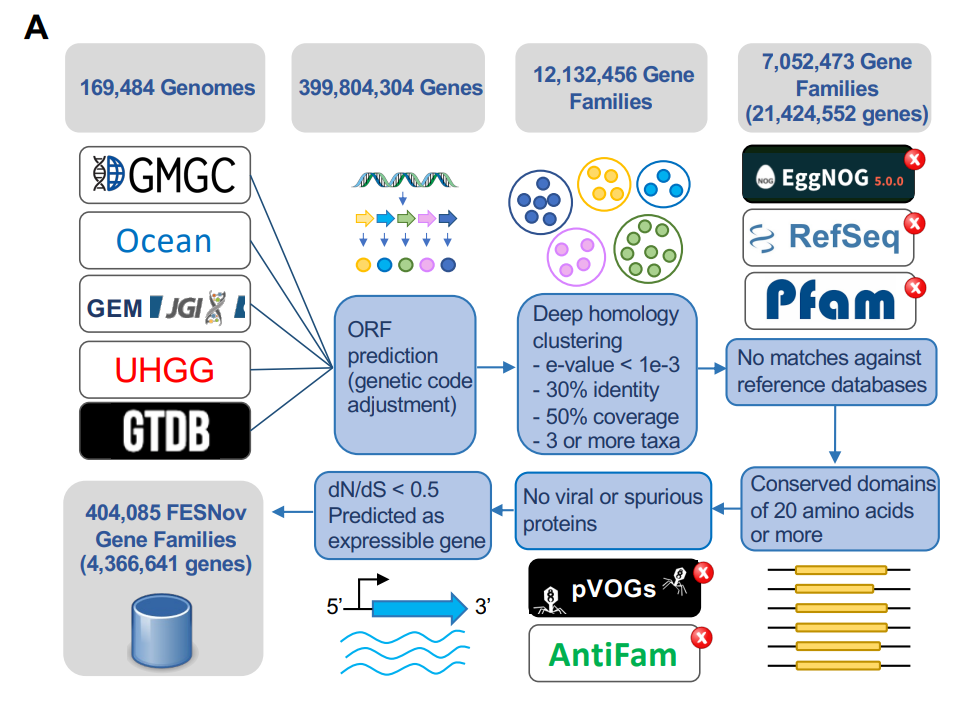 A
169,484 Genomes
399,804,304 Genes
12,132,456 Gene
Families
7,052,473 Gene
Families
(21,424,552 genes)
GMGC
Ocean
GEM JGI
UHGG
GTDB
ORF
prediction
(genetic code
adjustment)
Deep homology
clustering
- e-value < 1e-3
- 30% identity
- 50% coverage
- 3 or more taxa
NOG
EggNOG 5.0.0
X
RefSeq
X
Pfam
X
No matches against
reference databases
Conserved domains
of 20 amino acids
or more
No viral or spurious
proteins
pVOGs
X
AntiFam
X
dN/dS < 0.5
Predicted as
expressible gene
5’ 3’
404,085 FESNov
Gene Families
(4,366,641 genes)